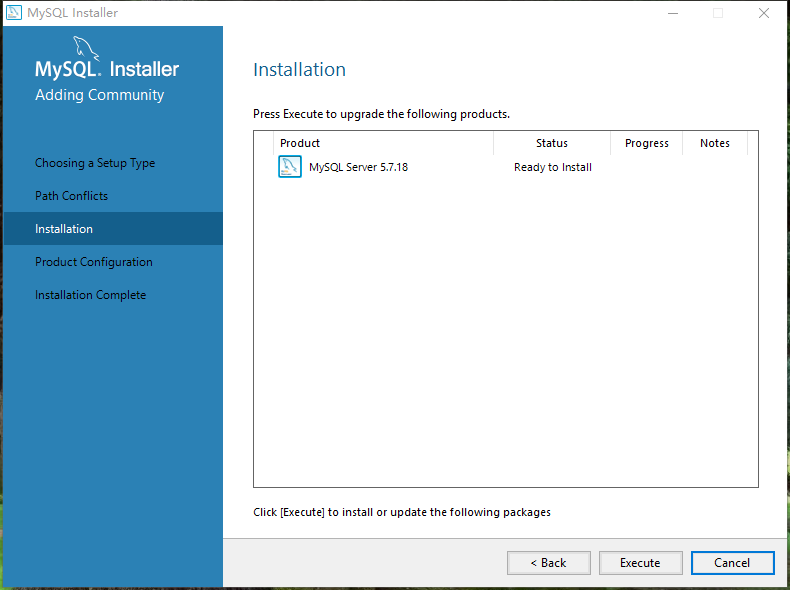 MySQL Installer
MySQL. Installer
Adding Community
Choosing a Setup Type
Path Conflicts
Installation
Product Configuration
Installation Complete
Installation
Press Execute to upgrade the following products.
Product Status Progress Notes
MySQL Server 5.7.18 Ready to Install
Click [Execute] to install or update the following packages
< Back Execute Cancel